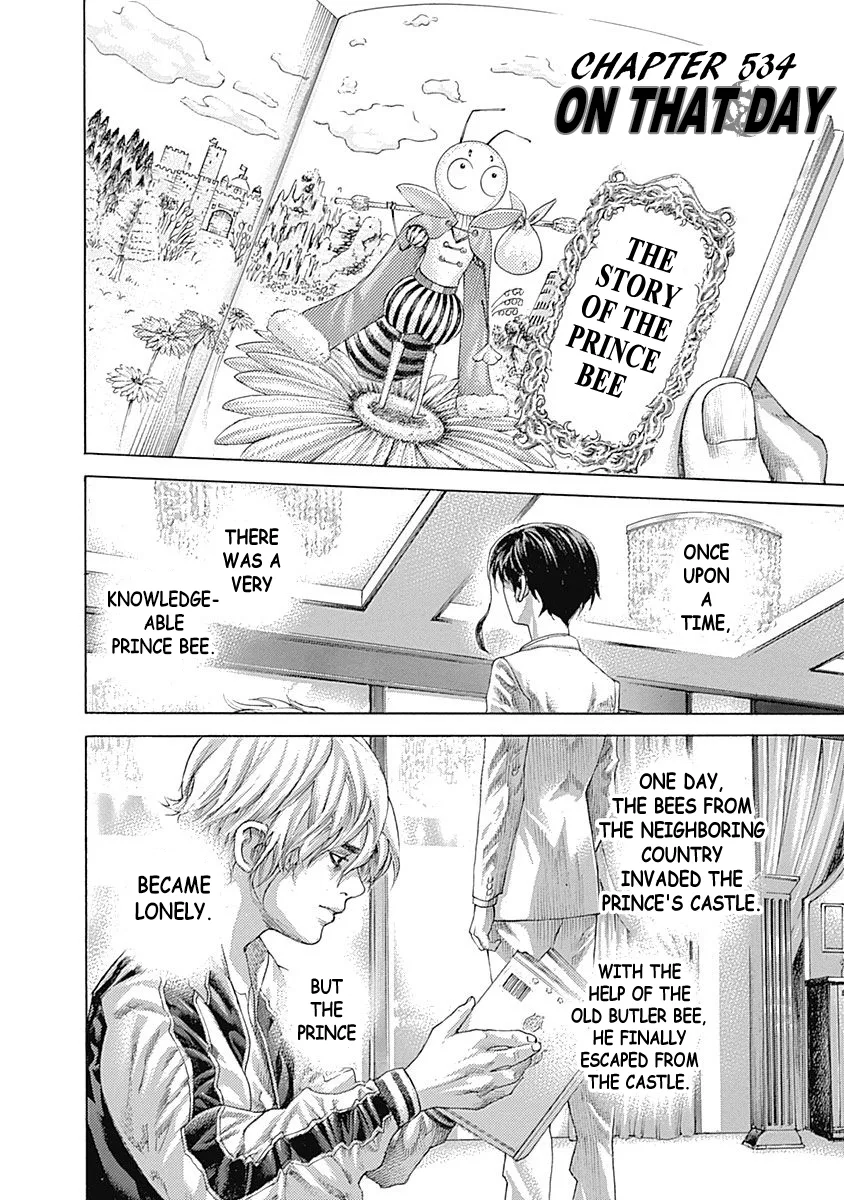 CHAPTER 534
ON THAT DAY
THE
STORY
OF THE
PRINCE
BEE
ONCE
UPON
A
TIME,
THERE
WAS A
VERY
KNOWLEDGE-
ABLE
PRINCE BEE.
ONE DAY,
THE BEES FROM
THE NEIGHBORING
COUNTRY
INVADED THE
PRINCE'S CASTLE.
WITH THE
HELP OF THE
OLD BUTLER BEE,
HE FINALLY
ESCAPED FROM
THE CASTLE.
BUT
THE
PRINCE
BECAME
LONELY.